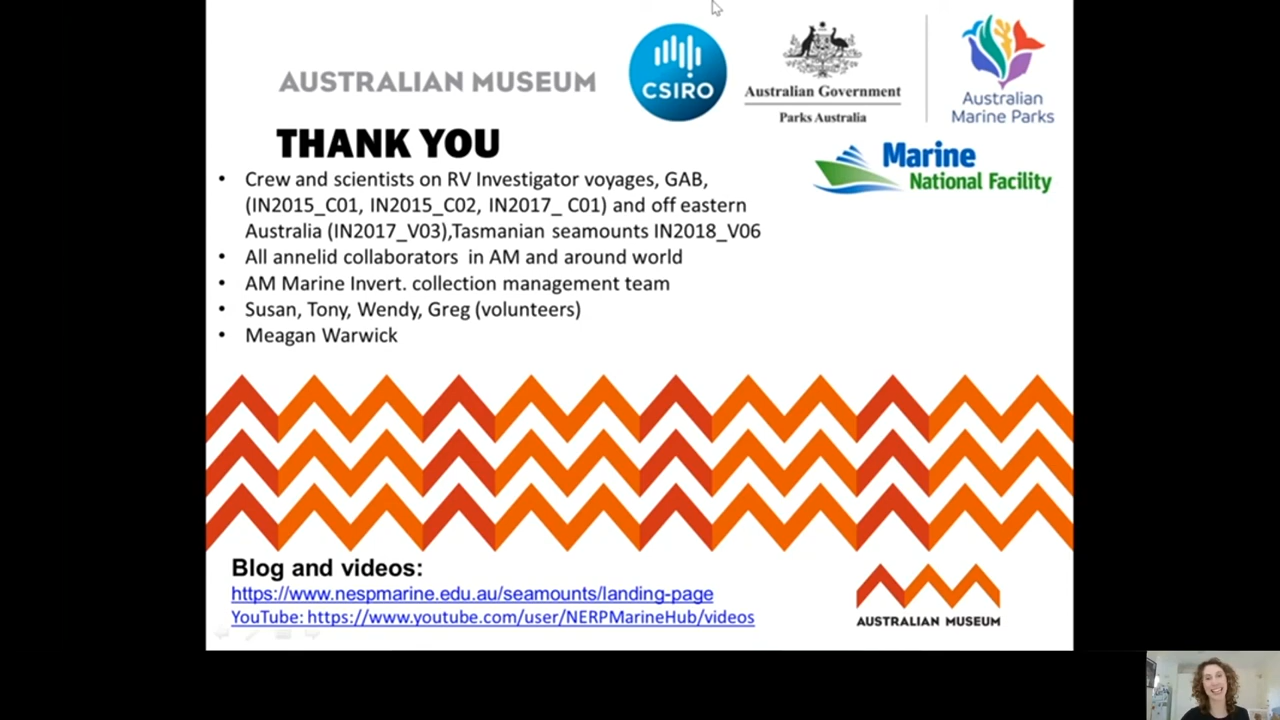 AUSTRALIAN MUSEUM
CSIRO
Australian Government
Parks Australia
Australian
Marine Parks
Marine
National Facility
THANK YOU
• Crew and scientists on RV Investigator voyages, GAB,
(IN2015_C01, IN2015_C02, IN2017_ C01) and off eastern
Australia (IN2017_V03),Tasmanian seamounts IN2018_V06
• All annelid collaborators in AM and around world
• AM Marine Invert. collection management team
• Susan, Tony, Wendy, Greg (volunteers)
• Meagan Warwick
Blog and videos:
https://www.nespmarine.edu.au/seamounts/landing-page
YouTube: https://www.youtube.com/user/NERPMarineHub/videos
AUSTRALIAN MUSEUM